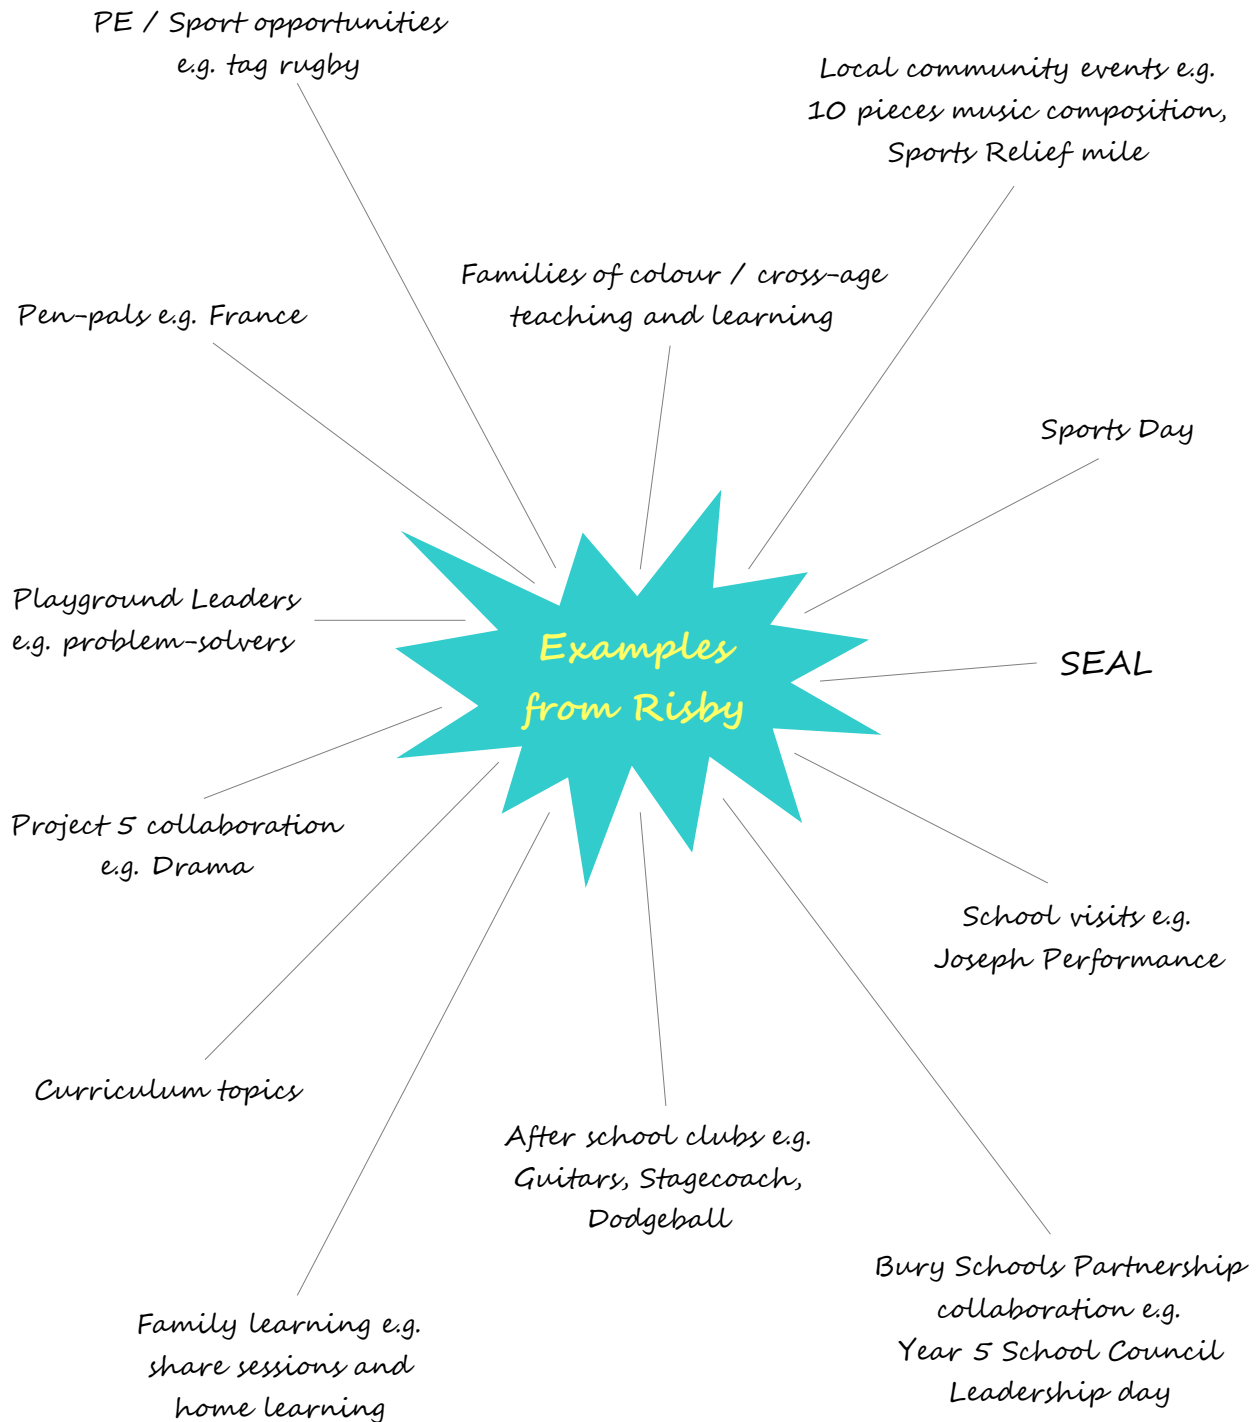 PE / Sport opportunities
e.g. tag rugby
Local community events e.g.
10 pieces music composition,
Sports Relief mile
Families of colour / cross-age
teaching and learning
Pen-pals e.g. France
Sports Day
Playground Leaders
e.g. problem-solvers
Examples
from Risby
SEAL
Project 5 collaboration
e.g. Drama
School visits e.g.
Joseph Performance
Curriculum topics
After school clubs e.g.
Guitars, Stagecoach,
Dodgeball
Bury Schools Partnership
collaboration e.g.
Year 5 School Council
Leadership day
Family learning e.g.
share sessions and
home learning